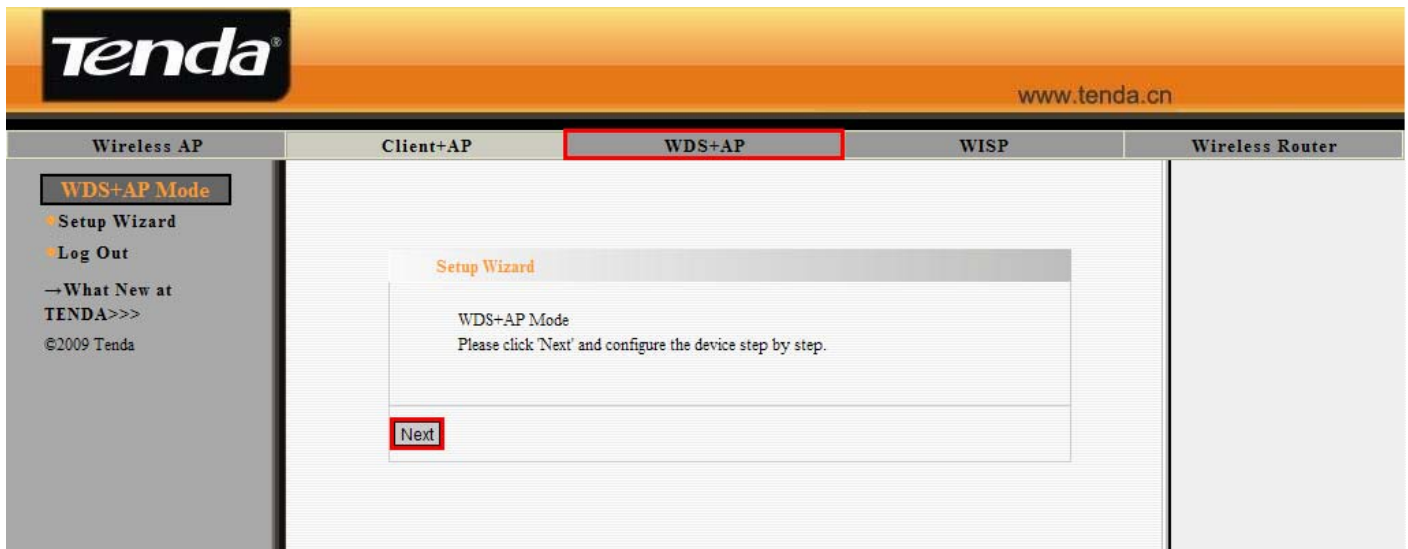 Tenda®
www.tenda.cn
Wireless AP
Client+AP
WDS+AP
WISP
Wireless Router
WDS+AP Mode
Setup Wizard
Log Out
→What New at
TENDA>>>
©2009 Tenda
Setup Wizard
WDS+AP Mode
Please click 'Next' and configure the device step by step.
Next